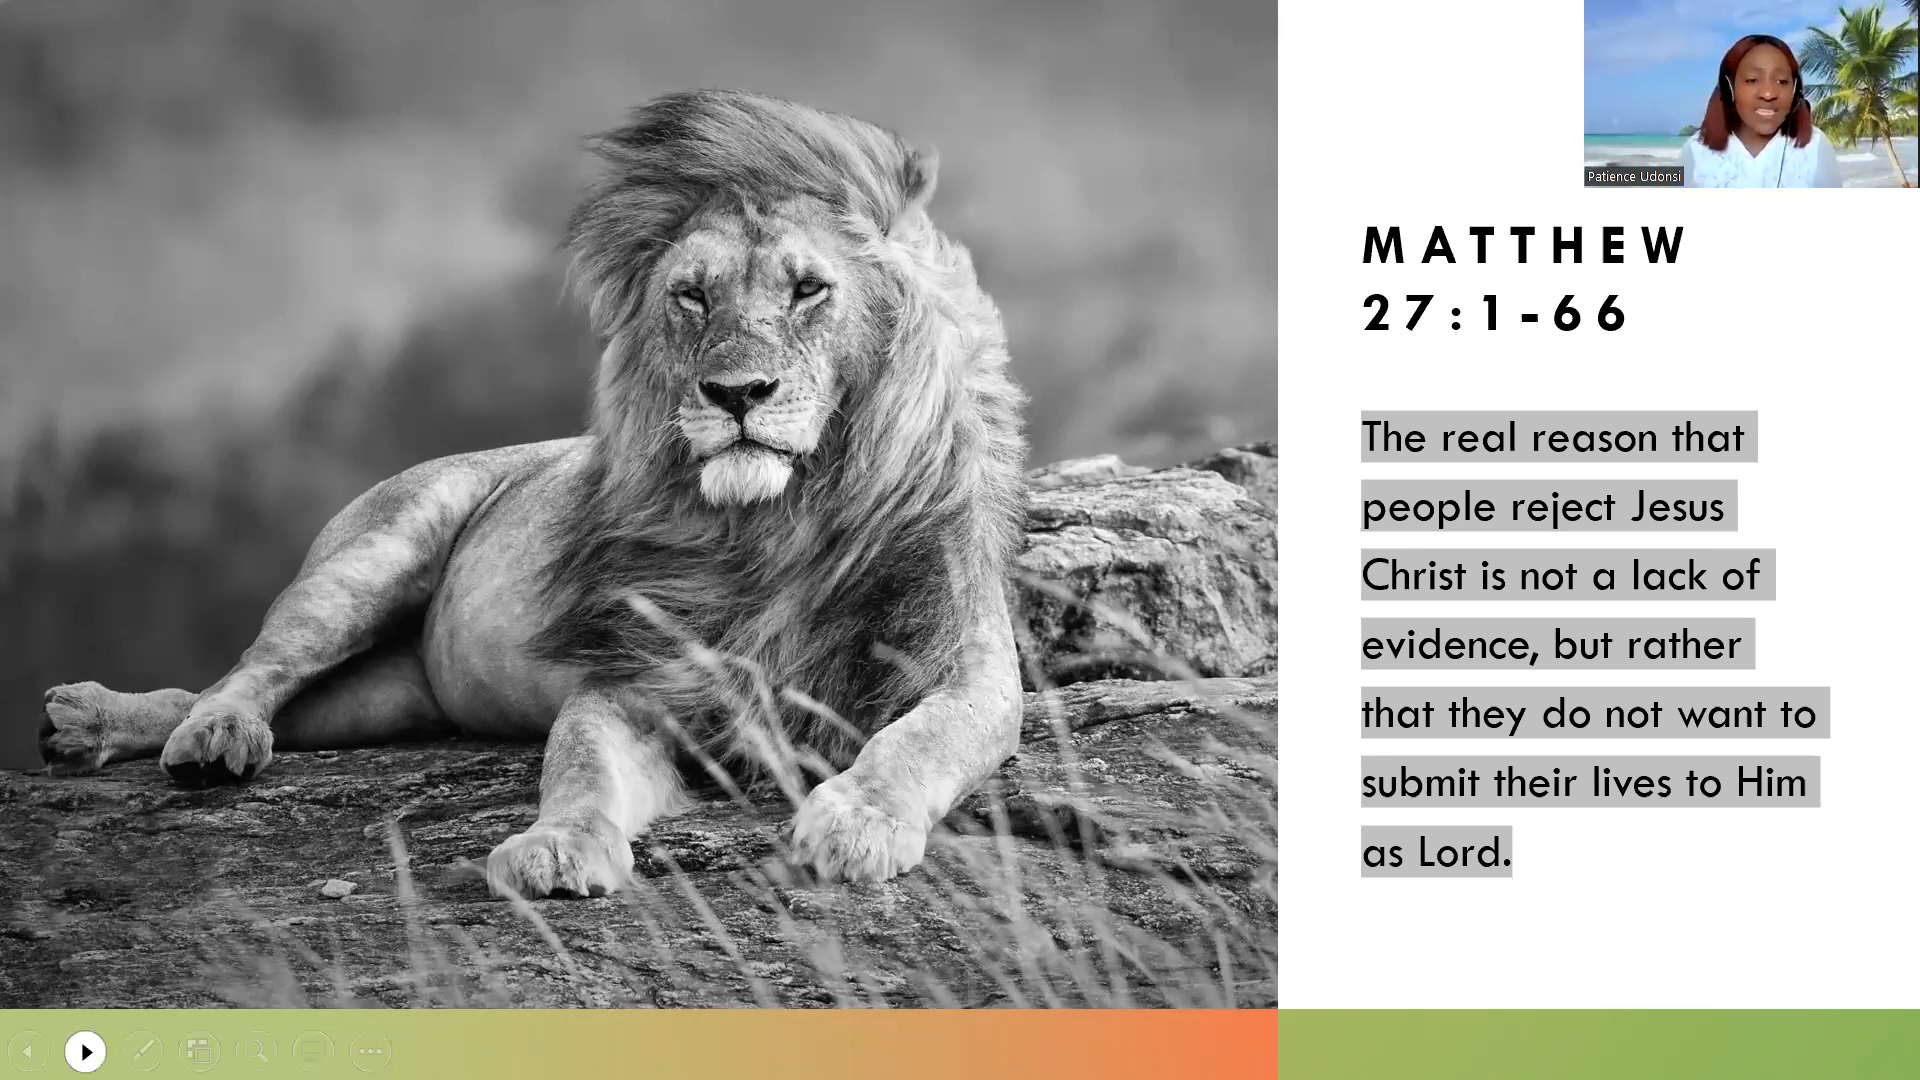 Patience Udonsi
MATTHEW
27:1-66
The real reason that
people reject Jesus
Christ is not a lack of
evidence, but rather
that they do not want to
submit their lives to Him
as Lord.